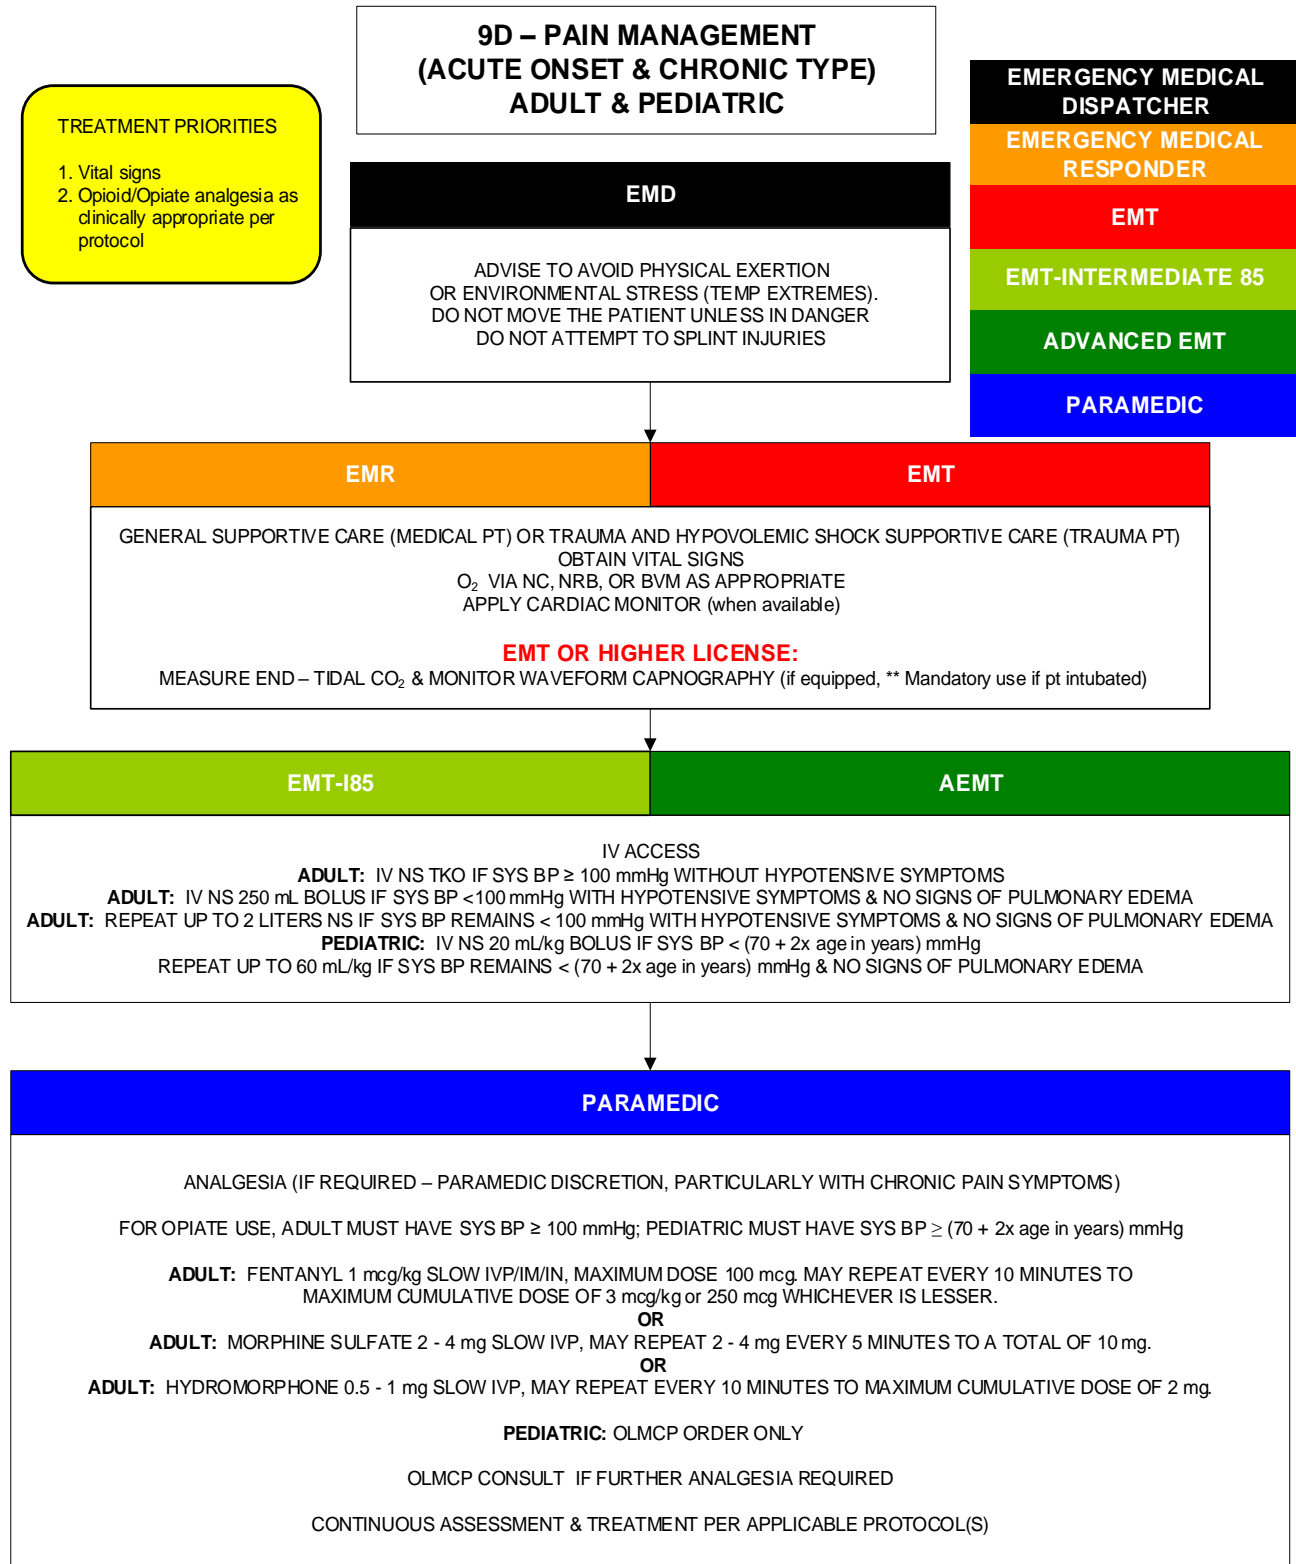 9D – PAIN MANAGEMENT
(ACUTE ONSET & CHRONIC TYPE)
ADULT & PEDIATRIC
TREATMENT PRIORITIES
1. Vital signs
2. Opioid/Opiate analgesia as
clinically appropriate per
protocol
EMERGENCY MEDICAL
DISPATCHER
EMERGENCY MEDICAL
RESPONDER
EMT
EMT-INTERMEDIATE 85
ADVANCED EMT
PARAMEDIC
EMD
ADVISE TO AVOID PHYSICAL EXERTION
OR ENVIRONMENTAL STRESS (TEMP EXTREMES).
DO NOT MOVE THE PATIENT UNLESS IN DANGER
DO NOT ATTEMPT TO SPLINT INJURIES
EMR
EMT
GENERAL SUPPORTIVE CARE (MEDICAL PT) OR TRAUMA AND HYPOVOLEMIC SHOCK SUPPORTIVE CARE (TRAUMA PT)
OBTAIN VITAL SIGNS
O₂ VIA NC, NRB, OR BVM AS APPROPRIATE
APPLY CARDIAC MONITOR (when available)
EMT OR HIGHER LICENSE:
MEASURE END – TIDAL CO₂ & MONITOR WAVEFORM CAPNOGRAPHY (if equipped, ** Mandatory use if pt intubated)
EMT-I85
AEMT
IV ACCESS
ADULT: IV NS TKO IF SYS BP ≥ 100 mmHg WITHOUT HYPOTENSIVE SYMPTOMS
ADULT: IV NS 250 mL BOLUS IF SYS BP <100 mmHg WITH HYPOTENSIVE SYMPTOMS & NO SIGNS OF PULMONARY EDEMA
ADULT: REPEAT UP TO 2 LITERS NS IF SYS BP REMAINS < 100 mmHg WITH HYPOTENSIVE SYMPTOMS & NO SIGNS OF PULMONARY EDEMA
PEDIATRIC: IV NS 20 mL/kg BOLUS IF SYS BP < (70 + 2x age in years) mmHg
REPEAT UP TO 60 mL/kg IF SYS BP REMAINS < (70 + 2x age in years) mmHg & NO SIGNS OF PULMONARY EDEMA
PARAMEDIC
ANALGESIA (IF REQUIRED – PARAMEDIC DISCRETION, PARTICULARLY WITH CHRONIC PAIN SYMPTOMS)
FOR OPIATE USE, ADULT MUST HAVE SYS BP ≥ 100 mmHg; PEDIATRIC MUST HAVE SYS BP ≥ (70 + 2x age in years) mmHg
ADULT: FENTANYL 1 mcg/kg SLOW IVP/IM/IN, MAXIMUM DOSE 100 mcg. MAY REPEAT EVERY 10 MINUTES TO
MAXIMUM CUMULATIVE DOSE OF 3 mcg/kg or 250 mcg WHICHEVER IS LESSER.
OR
ADULT: MORPHINE SULFATE 2 - 4 mg SLOW IVP, MAY REPEAT 2 - 4 mg EVERY 5 MINUTES TO A TOTAL OF 10 mg.
OR
ADULT: HYDROMORPHONE 0.5 - 1 mg SLOW IVP, MAY REPEAT EVERY 10 MINUTES TO MAXIMUM CUMULATIVE DOSE OF 2 mg.
PEDIATRIC: OLMCP ORDER ONLY
OLMCP CONSULT IF FURTHER ANALGESIA REQUIRED
CONTINUOUS ASSESSMENT & TREATMENT PER APPLICABLE PROTOCOL(S)